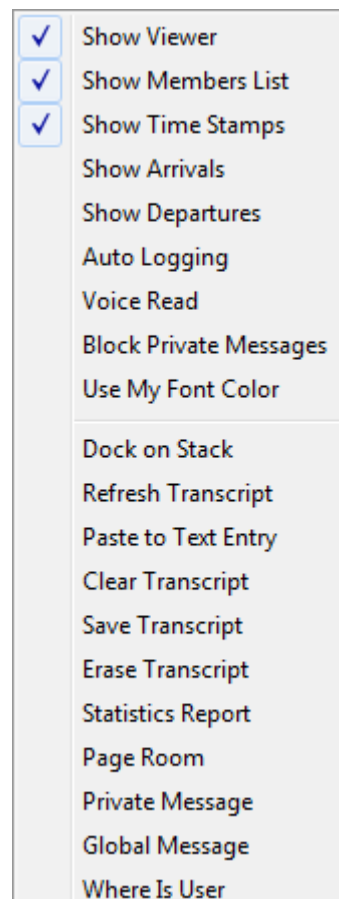 Show Viewer
Show Members List
Show Time Stamps
Show Arrivals
Show Departures
Auto Logging
Voice Read
Block Private Messages
Use My Font Color
Dock on Stack
Refresh Transcript
Paste to Text Entry
Clear Transcript
Save Transcript
Erase Transcript
Statistics Report
Page Room
Private Message
Global Message
Where Is User